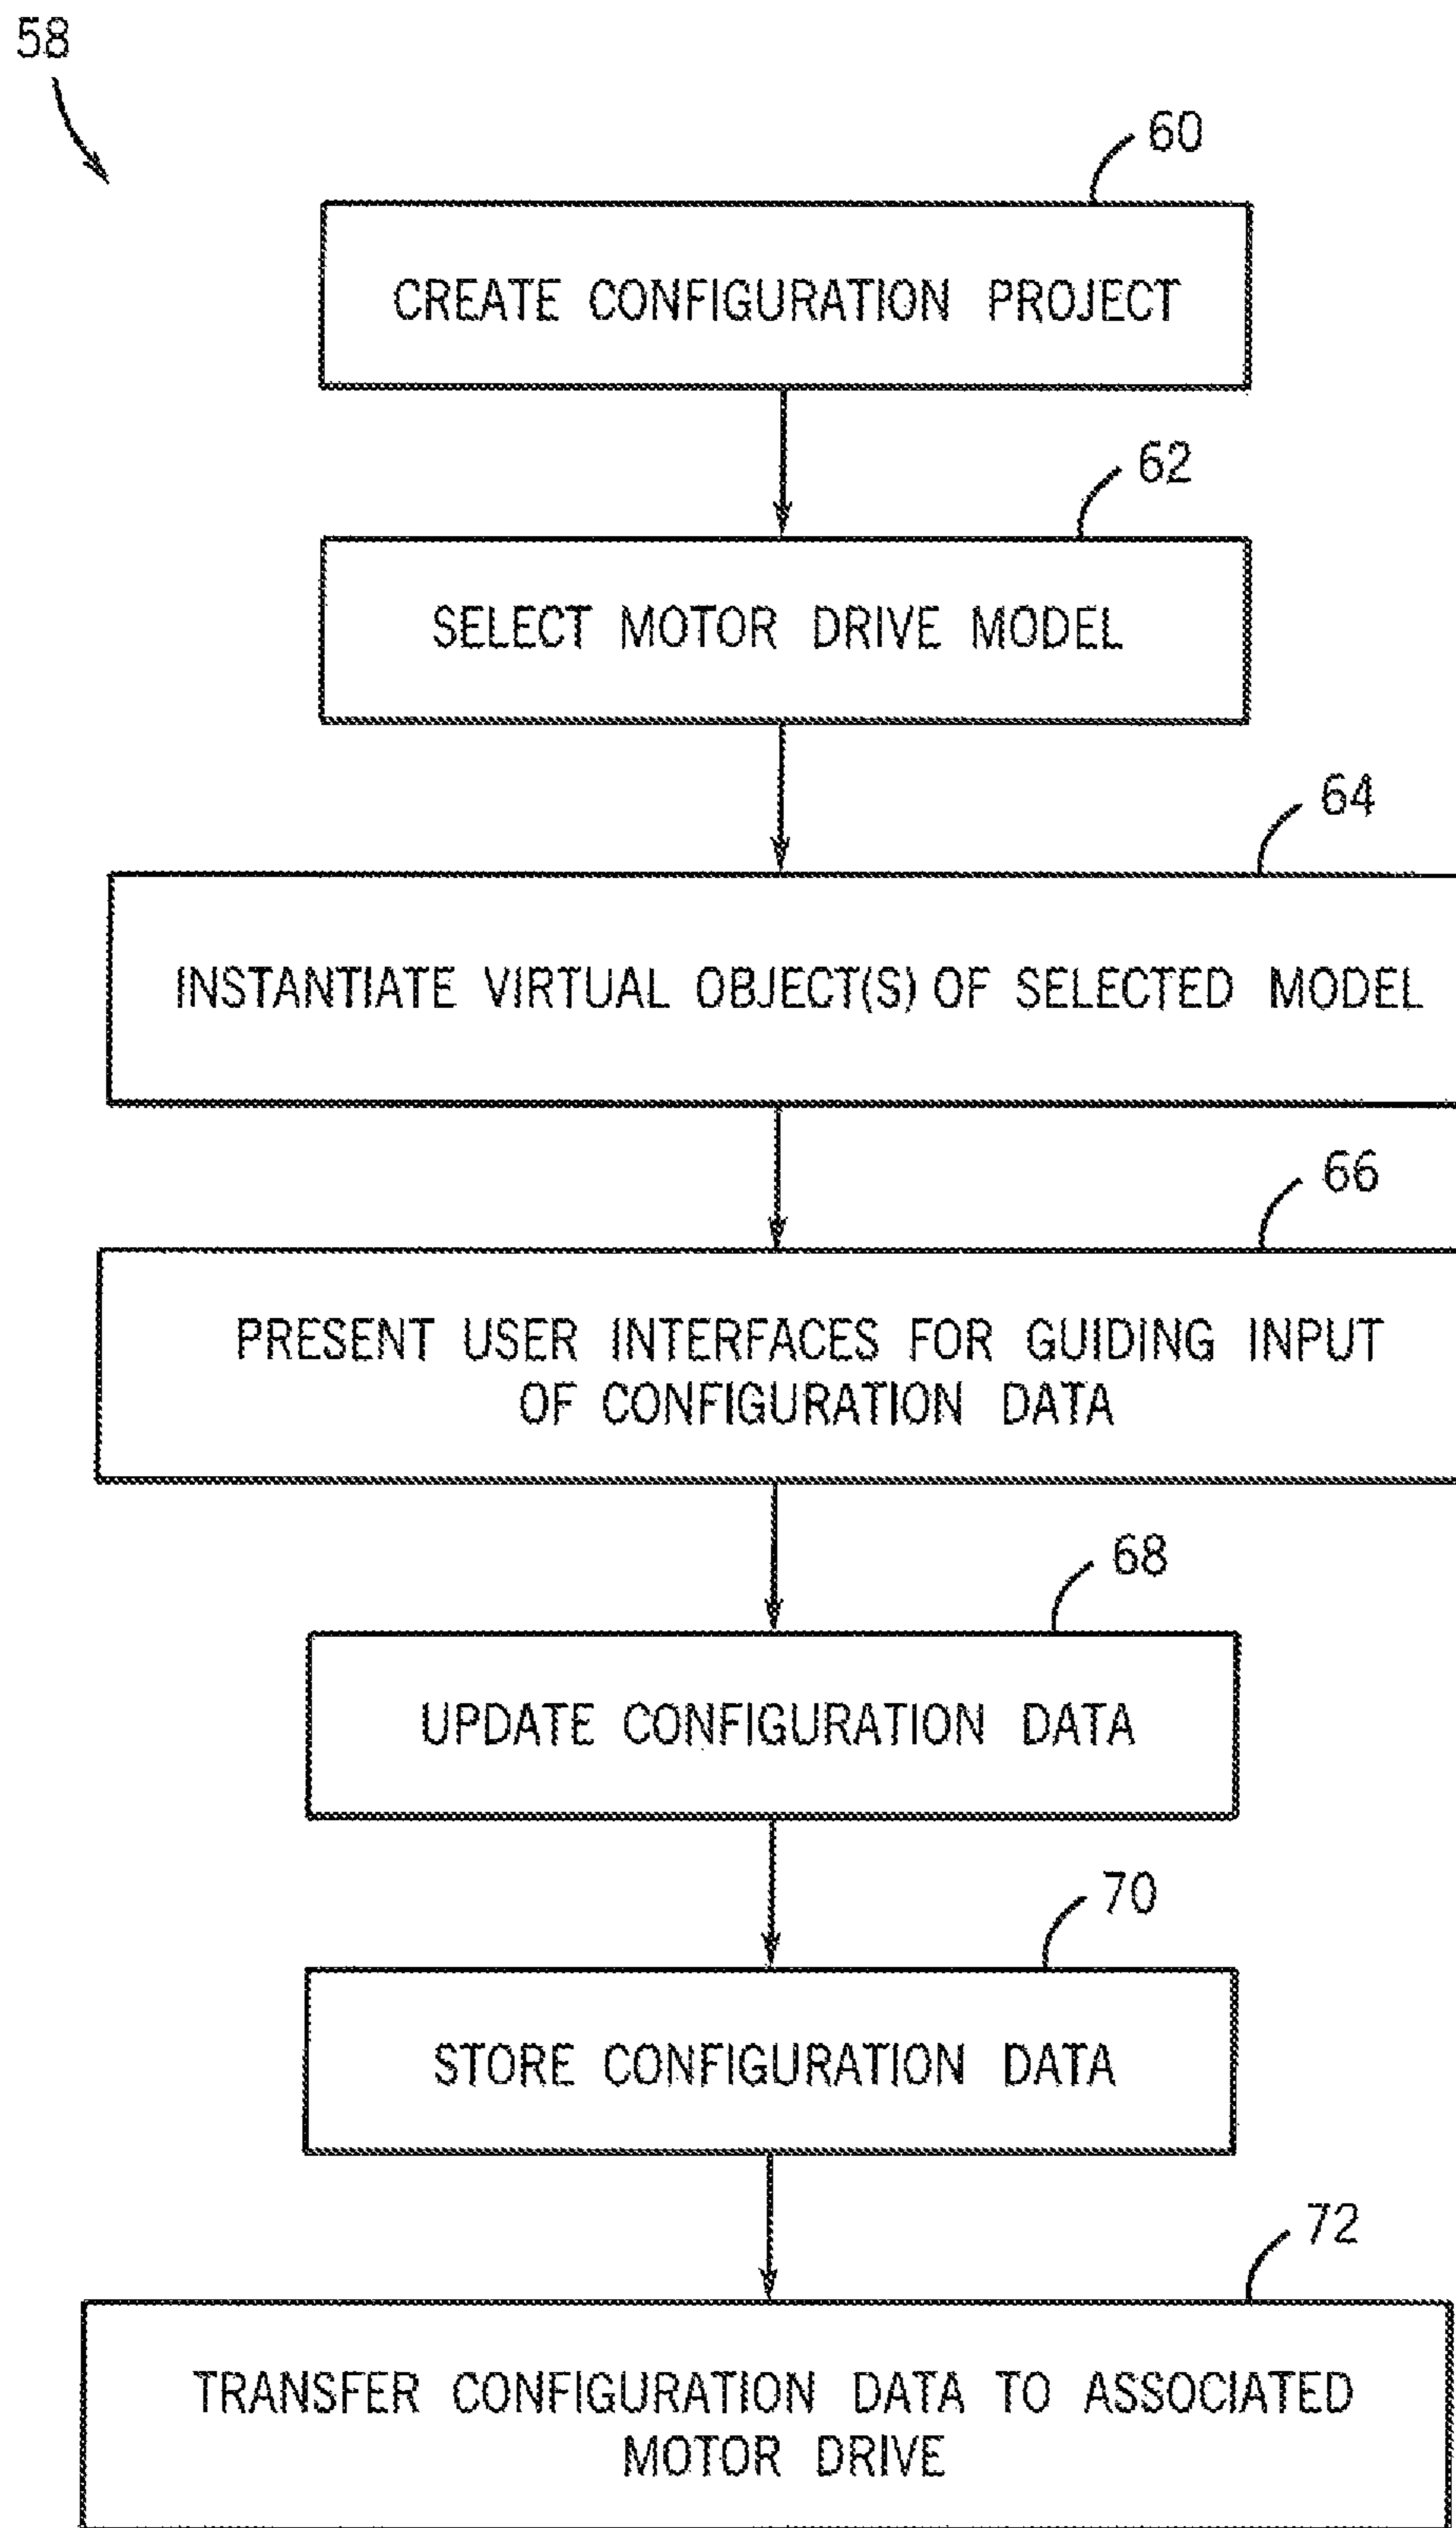 58
60
CREATE CONFIGURATION PROJECT
62
SELECT MOTOR DRIVE MODEL
64
INSTANTIATE VIRTUAL OBJECT(S) OF SELECTED MODEL
66
PRESENT USER INTERFACES FOR GUIDING INPUT
OF CONFIGURATION DATA
68
UPDATE CONFIGURATION DATA
70
STORE CONFIGURATION DATA
72
TRANSFER CONFIGURATION DATA TO ASSOCIATED
MOTOR DRIVE